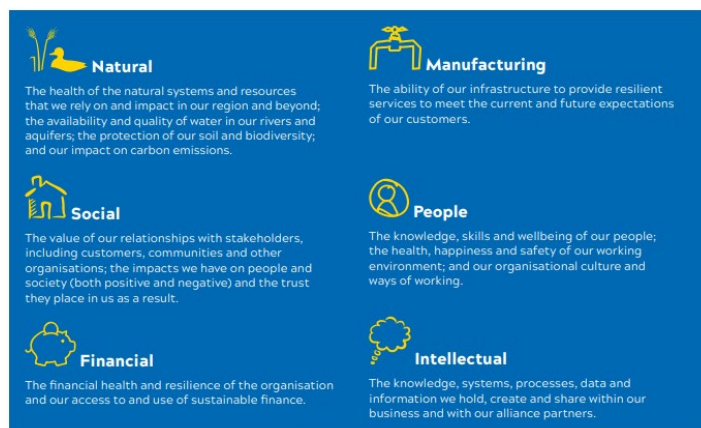 Natural
The health of the natural systems and resources
that we rely on and impact in our region and beyond;
the availability and quality of water in our rivers and
aquifers; the protection of our soil and biodiversity;
and our impact on carbon emissions.
Manufacturing
The ability of our infrastructure to provide resilient
services to meet the current and future expectations
of our customers.
Social
The value of our relationships with stakeholders,
including customers, communities and other
organisations; the impacts we have on people and
society (both positive and negative) and the trust
they place in us as a result.
People
The knowledge, skills and wellbeing of our people;
the health, happiness and safety of our working
environment; and our organisational culture and
ways of working.
Financial
The financial health and resilience of the organisation
and our access to and use of sustainable finance.
Intellectual
The knowledge, systems, processes, data and
information we hold, create and share within our
business and with our alliance partners.